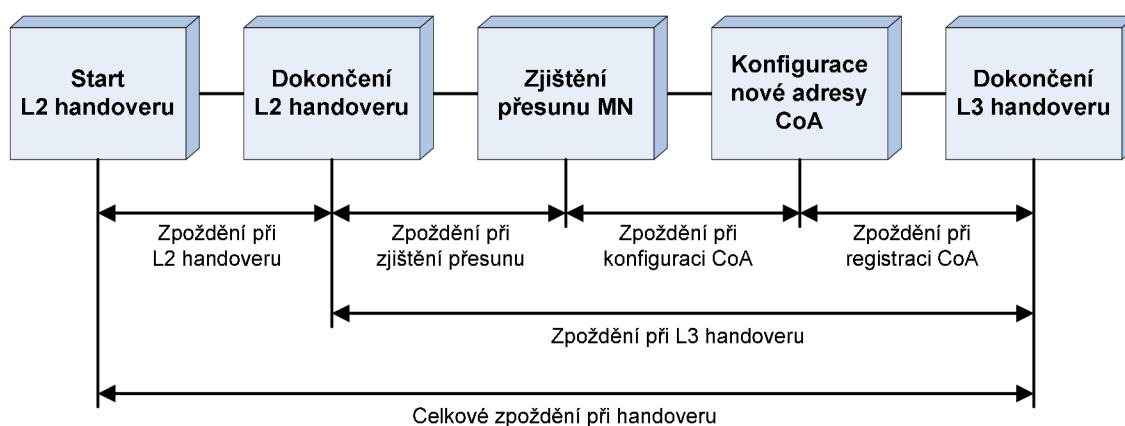 Start
L2 handoveru
Dokončení
L2 handoveru
Zjištění
přesunu MN
Konfigurace
nové adresy
CoA
Dokončení
L3 handoveru
Zpoždění při
L2 handoveru
Zpoždění při
zjištění přesunu
Zpoždění při
konfiguraci CoA
Zpoždění při
registraci CoA
Zpoždění při L3 handoveru
Celkové zpoždění při handoveru